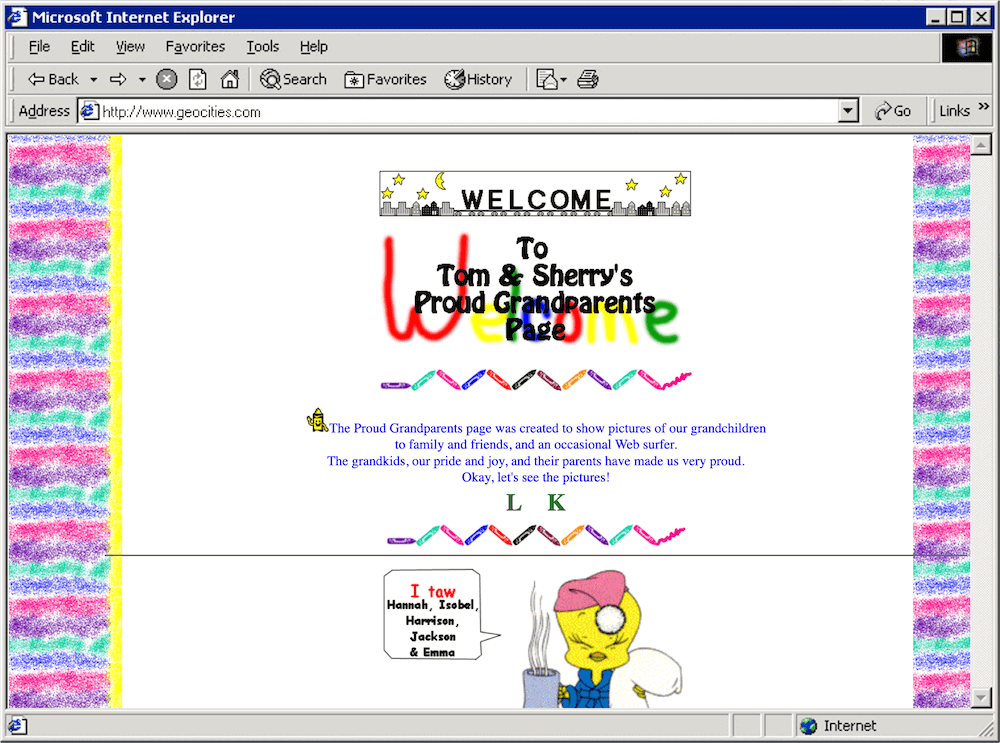 Microsoft Internet Explorer
File Edit View Favorites Tools Help
Back Search Favorites History
Address http://www.geocities.com Go Links »
WELCOME
Welcome
To
Tom & Sherry's
Proud Grandparents
Page
The Proud Grandparents page was created to show pictures of our grandchildren
to family and friends, and an occasional Web surfer.
The grandkids, our pride and joy, and their parents have made us very proud.
Okay, let's see the pictures!
L K
I taw
Hannah, Isobel,
Harrison,
Jackson
& Emma
Internet